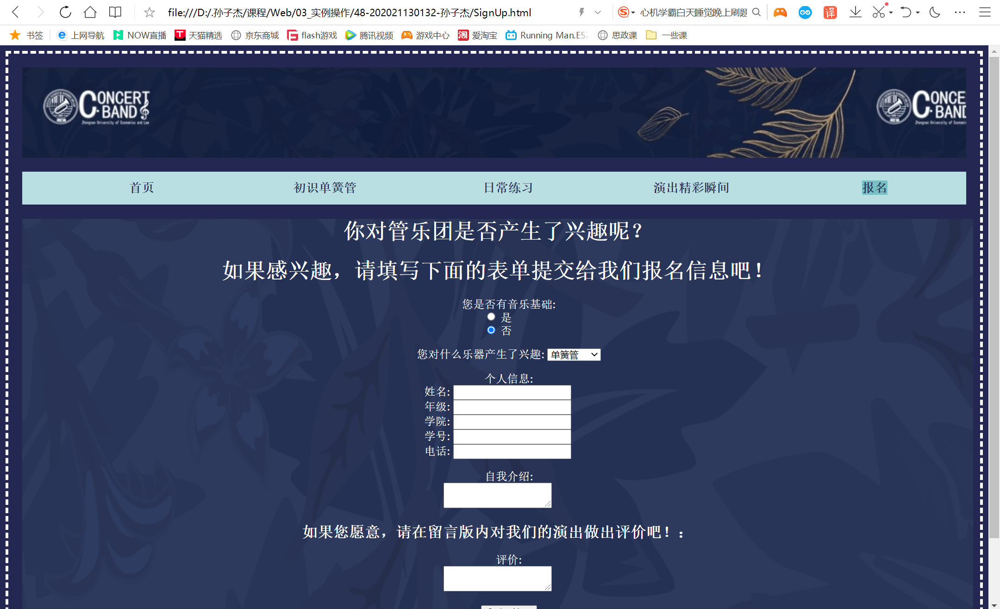 file:///D:/.孙子杰/课程/Web/03_实例操作/48-202021130132-孙子杰/SignUp.html
心机学霸白天睡觉晚上刷题
译
书签 上网导航 NOW直播 天猫精选 京东商城 flash游戏 腾讯视频 游戏中心 爱淘宝 Running Man.E52 思政课 一些课
CONCERT BAND
Zhongnan University of Economics and Law
CONCE BAND
Zhongnan University of Economic
首页 初识单簧管 日常练习 演出精彩瞬间 报名
你对管乐团是否产生了兴趣呢？
如果感兴趣，请填写下面的表单提交给我们报名信息吧！
您是否有音乐基础:
是
否
您对什么乐器产生了兴趣: 单簧管
个人信息:
姓名:
年级:
学院:
学号:
电话:
自我介绍:
如果您愿意，请在留言版内对我们的演出做出评价吧！：
评价: